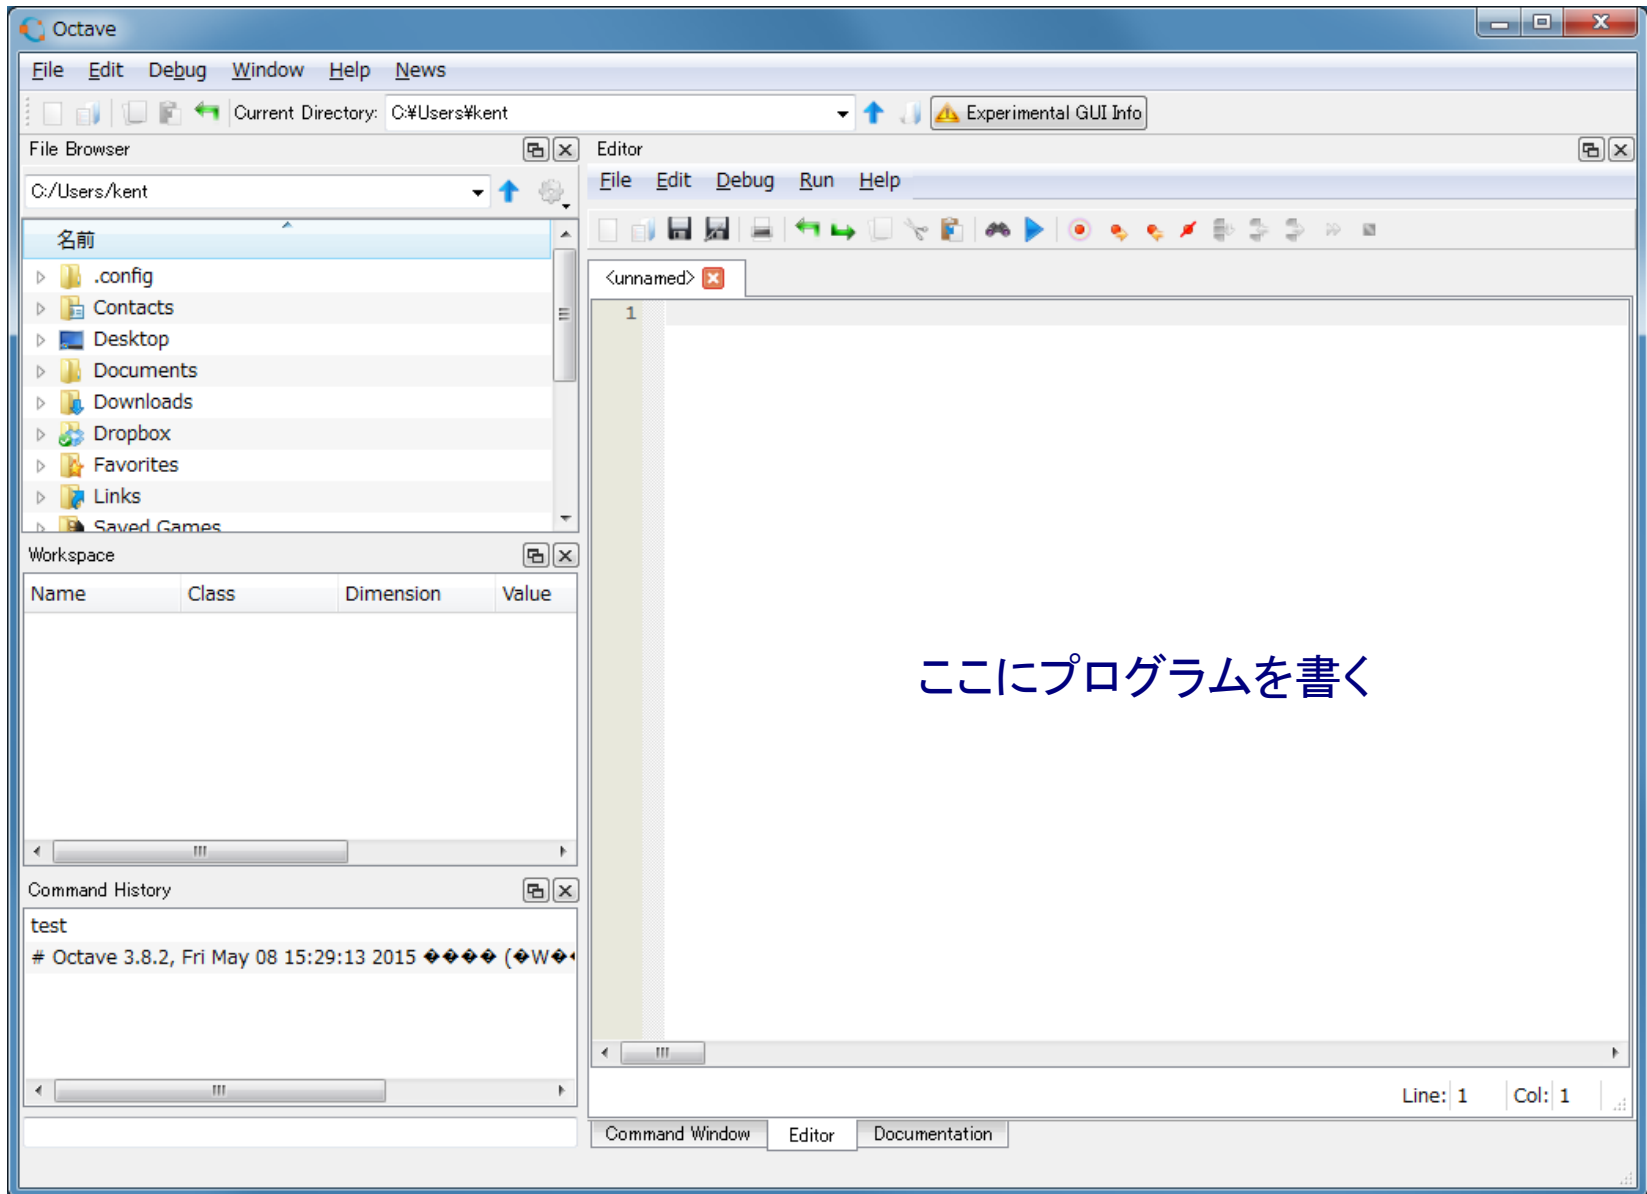 Octave
File Edit Debug Window Help News
Current Directory: C:¥Users¥kent
Experimental GUI Info
File Browser
C:/Users/kent
名前
.config
Contacts
Desktop
Documents
Downloads
Dropbox
Favorites
Links
Saved Games
Workspace
Name Class Dimension Value
Command History
test
# Octave 3.8.2, Fri May 08 15:29:13 2015 ���� (�W�
Editor
File Edit Debug Run Help
<unnamed>
1
ここにプログラムを書く
Line: 1 Col: 1
Command Window Editor Documentation